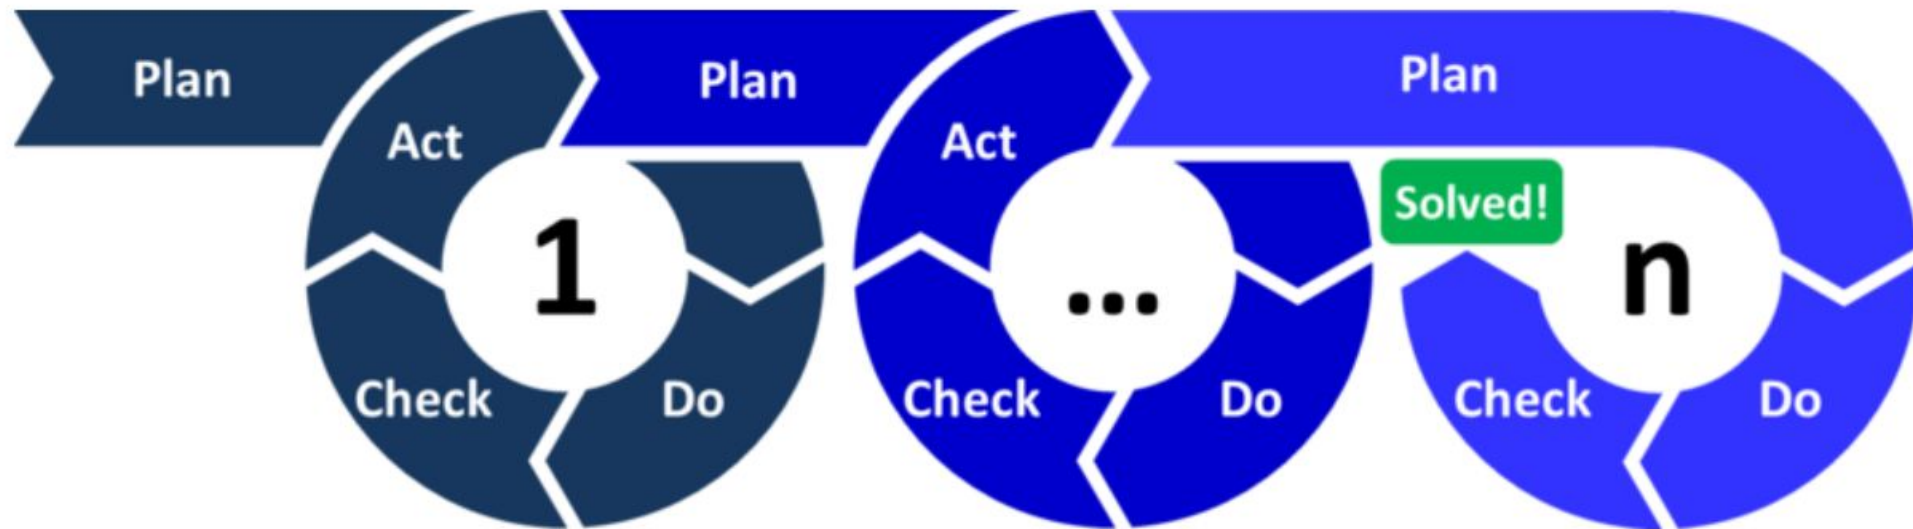 Plan
Act
1
Check
Do
Plan
Act
...
Check
Do
Plan
Solved!
n
Check
Do